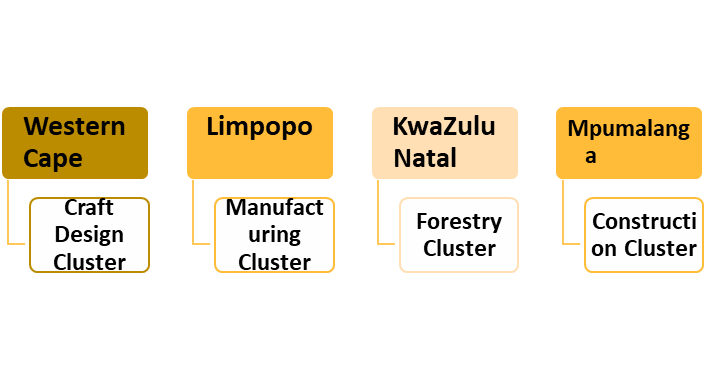 Western
Cape
Craft
Design
Cluster
Limpopo
Manufact
uring
Cluster
KwaZulu
Natal
Forestry
Cluster
Mpumalang
a
Constructi
on Cluster